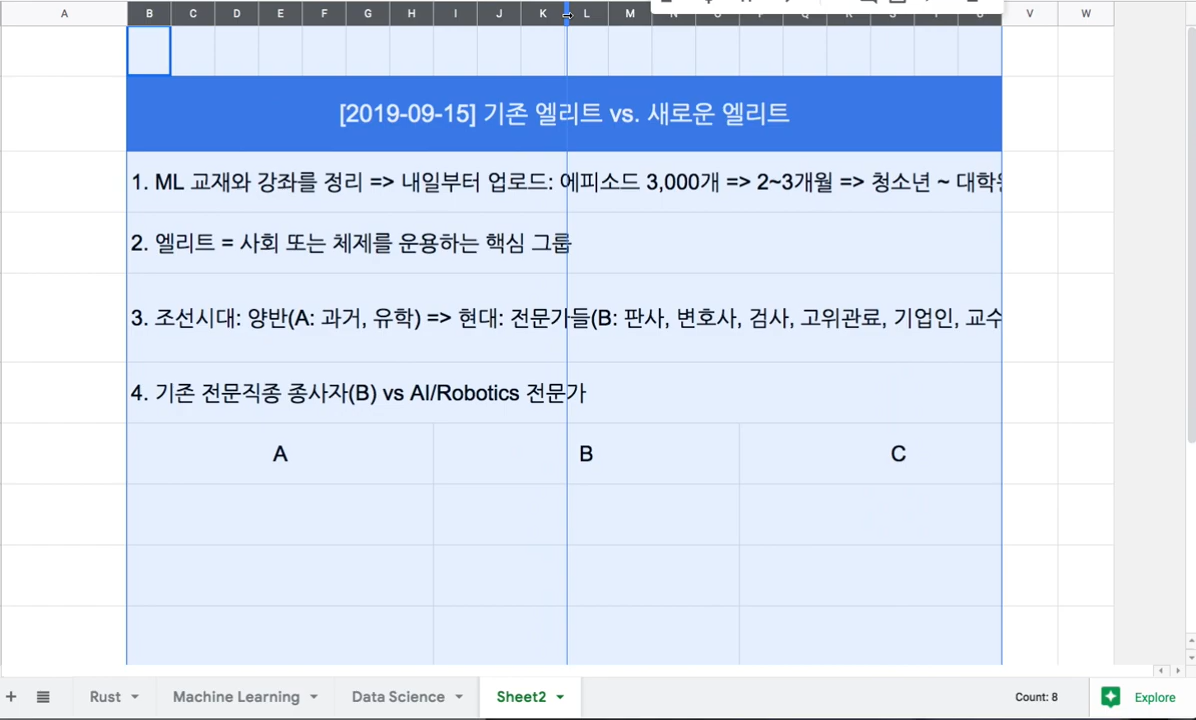 A B C D E F G H I J K L M V W
[2019-09-15] 기존 엘리트 vs. 새로운 엘리트
1. ML 교재와 강좌를 정리 => 내일부터 업로드: 에피소드 3,000개 => 2~3개월 => 청소년 ~
2. 엘리트 = 사회 또는 체제를 운용하는 핵심 그룹
3. 조선시대: 양반(A: 과거, 유학) => 현대: 전문가들(B: 판사, 변호사, 검사, 고위관료, 기업인, 교수
4. 기존 전문직종 종사자(B) vs AI/Robotics 전문가
A B C
Rust Machine Learning Data Science Sheet2 Count: 8 Explore